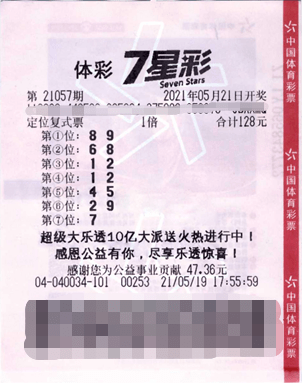 体彩 7星彩
Seven Stars
第 21057期 2021年05月21日开奖
定位复式票 1倍 合计128元
第①位: 8 9
第②位: 6 8
第③位: 1 2
第④位: 1 2
第⑤位: 4 5
第⑥位: 2 9
第⑦位: 7
超级大乐透10亿大派送火热进行中!
感恩公益有你，尽享乐透惊喜!
感谢您为公益事业贡献 47.36元
04-040034-101 00253 21/05/19 17:55:59
中国体育彩票
中国体育彩票
中国体育彩票